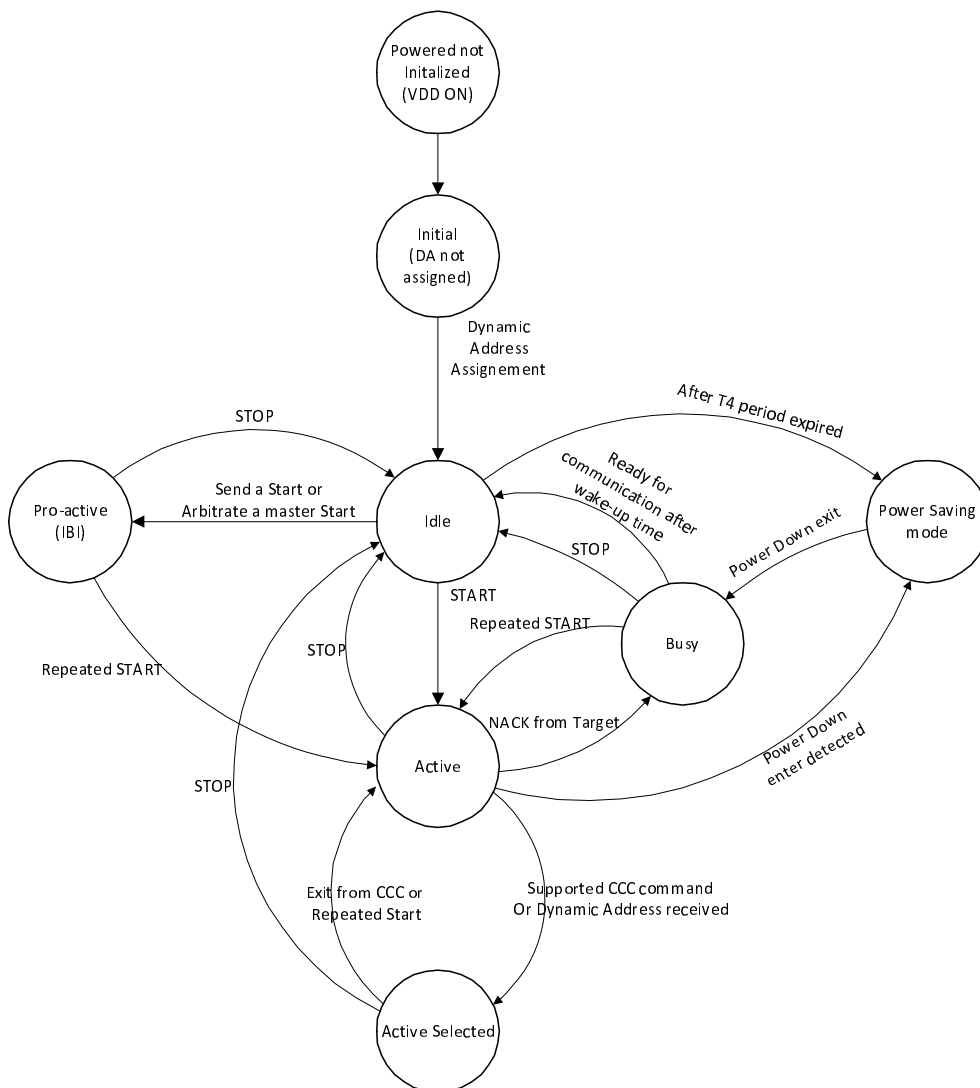 Powered not
Initalized
(VDD ON)
Initial
(DA not
assigned)
Dynamic
Address
Assignement
After T4 period expired
STOP
Ready for
communication after
wake-up time
Send a Start or
Arbitrate a master Start
Pro-active
(IBI)
Idle
Power Saving
mode
Power Down exit
STOP
START
Repeated START
STOP
Busy
Repeated START
NACK from Target
Power Down
enter detected
Active
STOP
Exit from CCC or
Repeated Start
Supported CCC command
Or Dynamic Address received
Active Selected